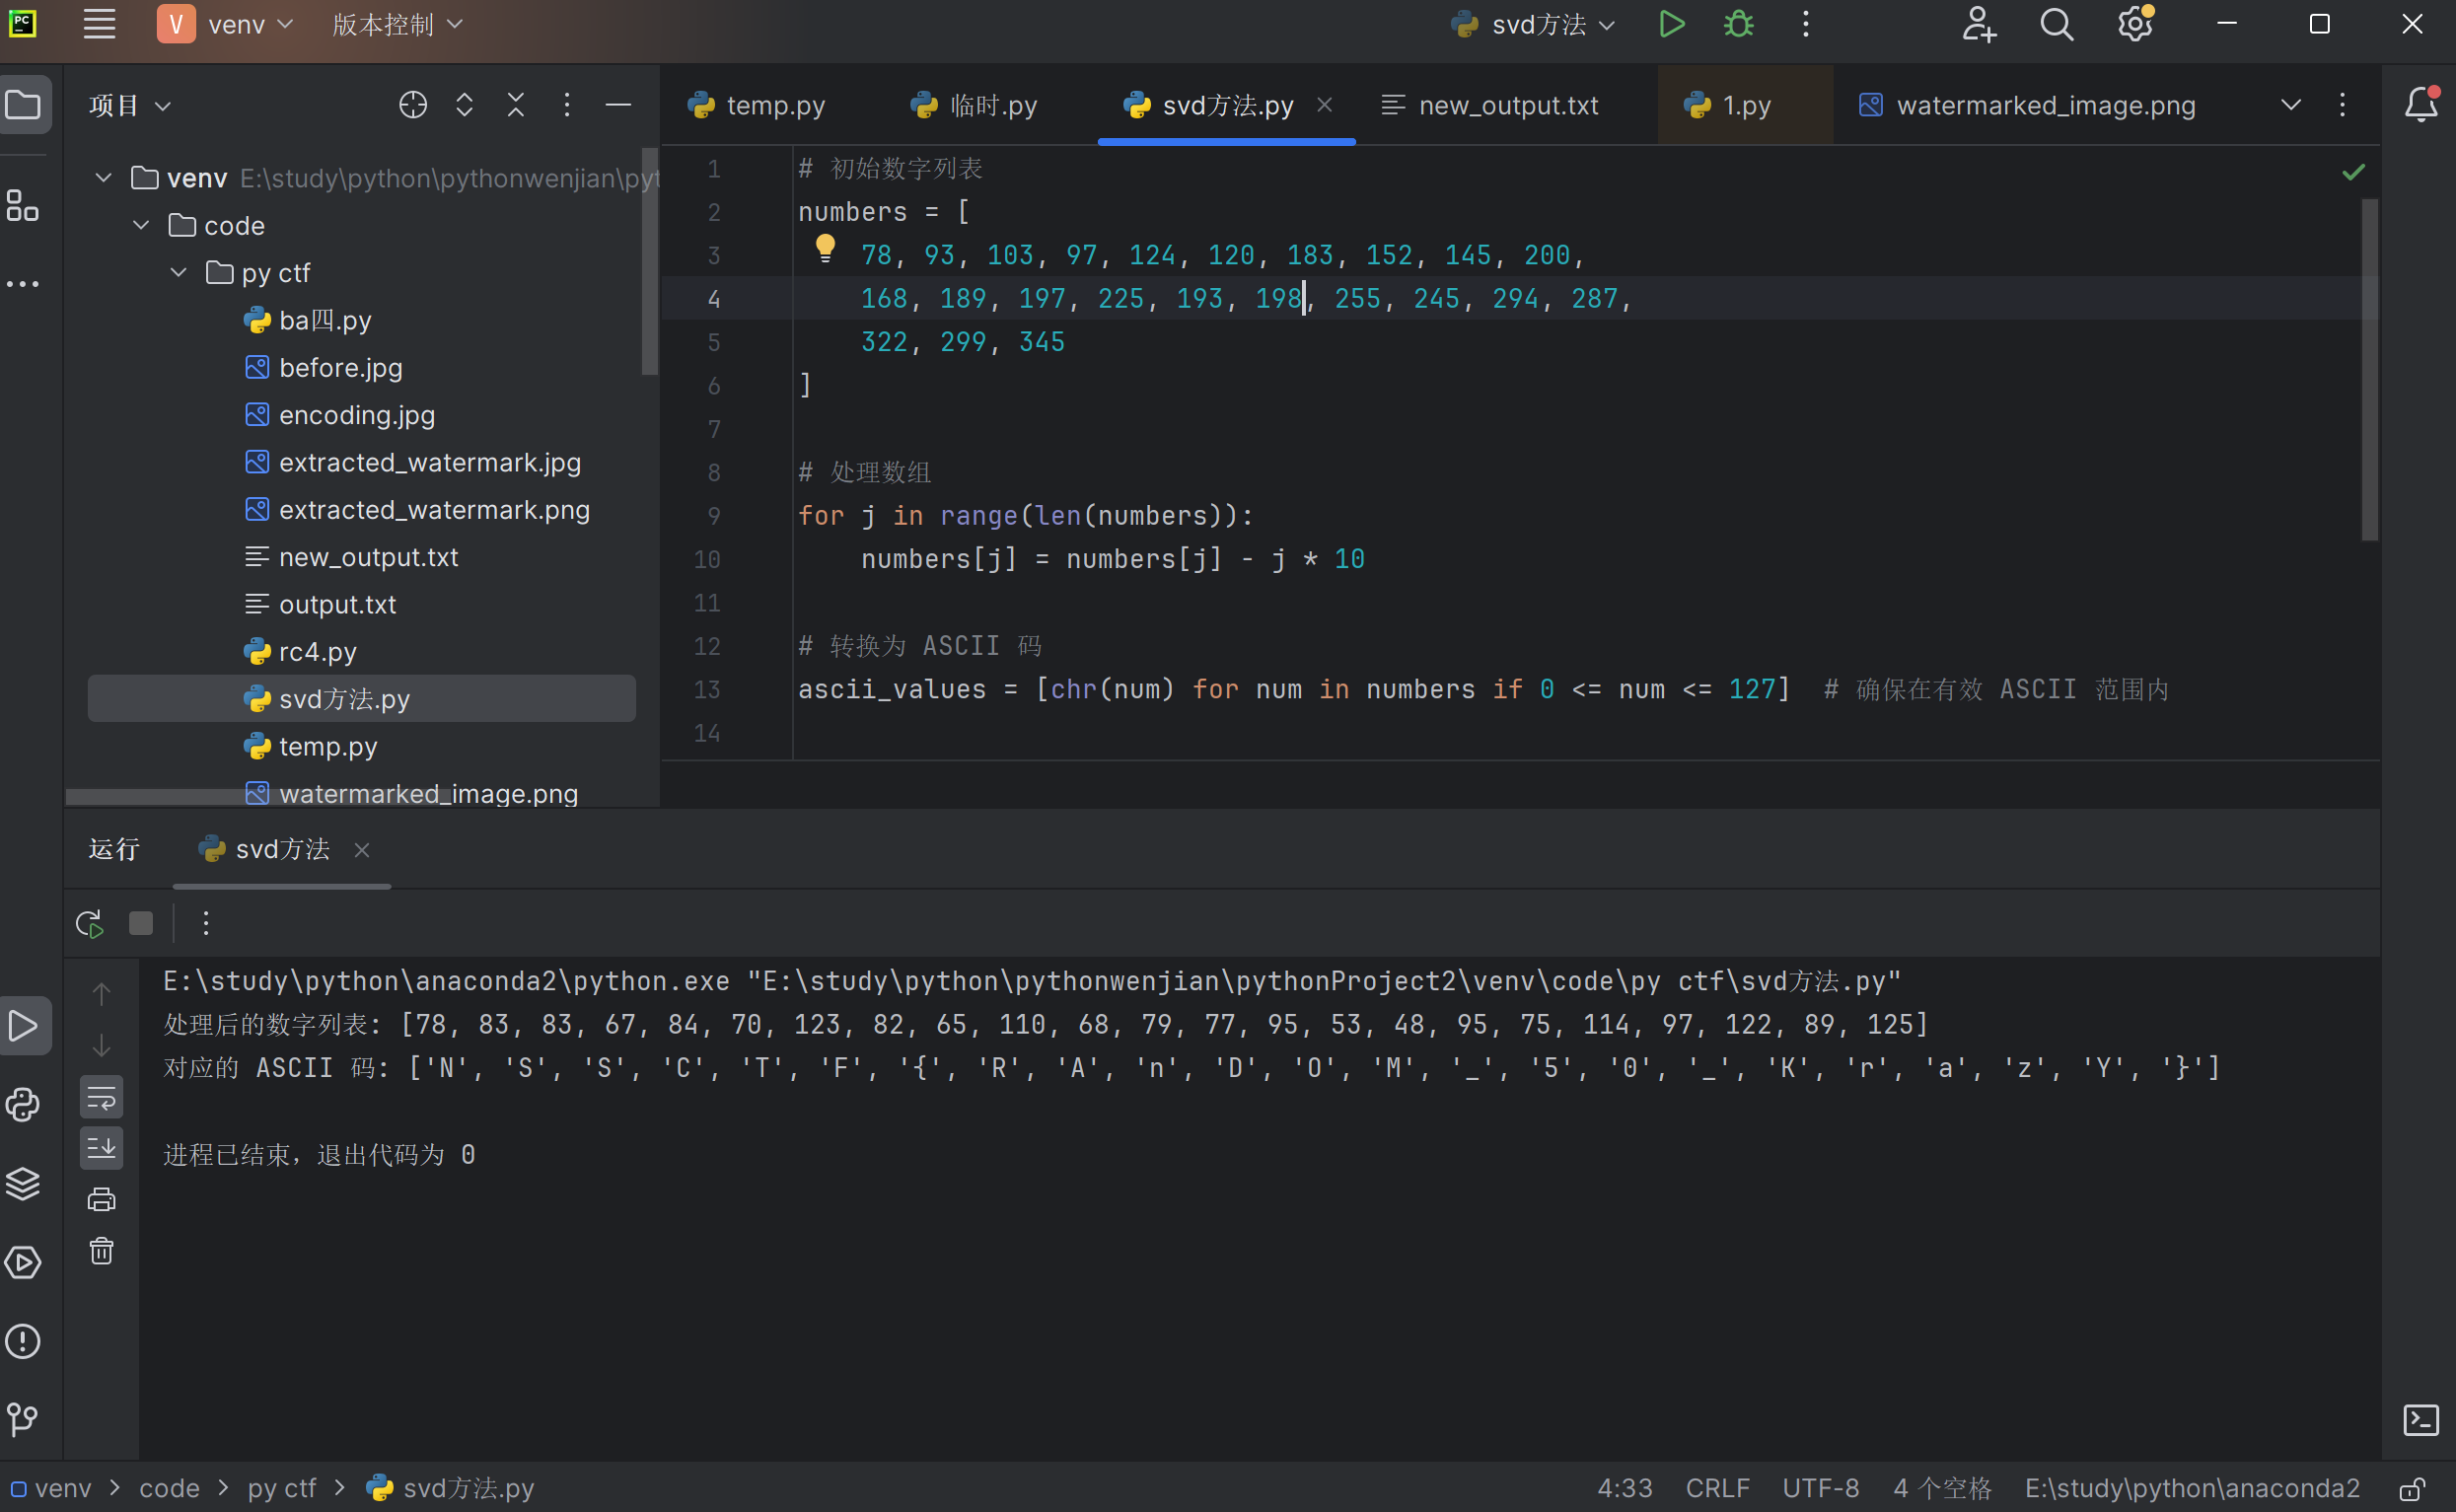 PC
V venv 版本控制 svd方法
项目
temp.py 临时.py svd方法.py new_output.txt 1.py watermarked_image.png
venv E:\study\python\pythonwenjian\pyt
code
py ctf
ba四.py
before.jpg
encoding.jpg
extracted_watermark.jpg
extracted_watermark.png
new_output.txt
output.txt
rc4.py
svd方法.py
temp.py
watermarked_image.png
1 # 初始数字列表
2 numbers = [
3 78, 93, 103, 97, 124, 120, 183, 152, 145, 200,
4 168, 189, 197, 225, 193, 198, 255, 245, 294, 287,
5 322, 299, 345
6 ]
7
8 # 处理数组
9 for j in range(len(numbers)):
10 numbers[j] = numbers[j] - j * 10
11
12 # 转换为 ASCII 码
13 ascii_values = [chr(num) for num in numbers if 0 <= num <= 127] # 确保在有效 ASCII 范围内
14
运行 svd方法
E:\study\python\anaconda2\python.exe "E:\study\python\pythonwenjian\pythonProject2\venv\code\py ctf\svd方法.py"
处理后的数字列表: [78, 83, 83, 67, 84, 70, 123, 82, 65, 110, 68, 79, 77, 95, 53, 48, 95, 75, 114, 97, 122, 89, 125]
对应的 ASCII 码: ['N', 'S', 'S', 'C', 'T', 'F', '{', 'R', 'A', 'n', 'D', 'O', 'M', '_', '5', '0', '_', 'K', 'r', 'a', 'z', 'Y', '}']
进程已结束，退出代码为 0
venv > code > py ctf > svd方法.py 4:33 CRLF UTF-8 4 个空格 E:\study\python\anaconda2